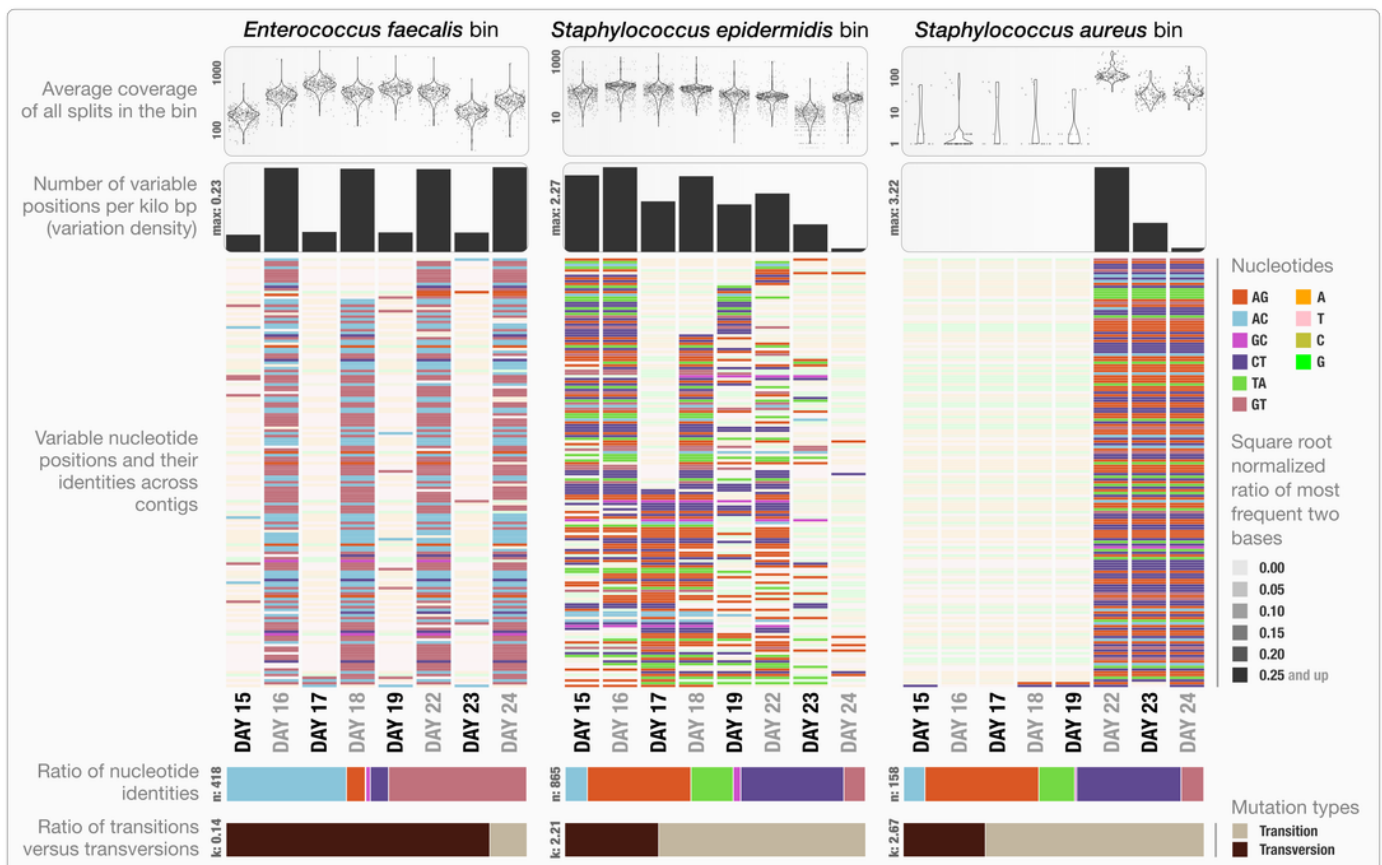 Enterococcus faecalis bin
Staphylococcus epidermidis bin
Staphylococcus aureus bin
Average coverage
of all splits in the bin
1000
100
1000
10
100
10
1
Number of variable
positions per kilo bp
(variation density)
max: 0.23
max: 2.27
max: 3.22
Variable nucleotide
positions and their
identities across
contigs
Nucleotides
AG
A
AC
T
GC
C
CT
G
TA
GT
Square root
normalized
ratio of most
frequent two
bases
0.00
0.05
0.10
0.15
0.20
0.25 and up
DAY 15
DAY 16
DAY 17
DAY 18
DAY 19
DAY 22
DAY 23
DAY 24
DAY 15
DAY 16
DAY 17
DAY 18
DAY 19
DAY 22
DAY 23
DAY 24
DAY 15
DAY 16
DAY 17
DAY 18
DAY 19
DAY 22
DAY 23
DAY 24
Ratio of nucleotide
identities
n: 418
n: 865
n: 158
Ratio of transitions
versus transversions
k: 0.14
k: 2.21
k: 2.67
Mutation types
Transition
Transversion